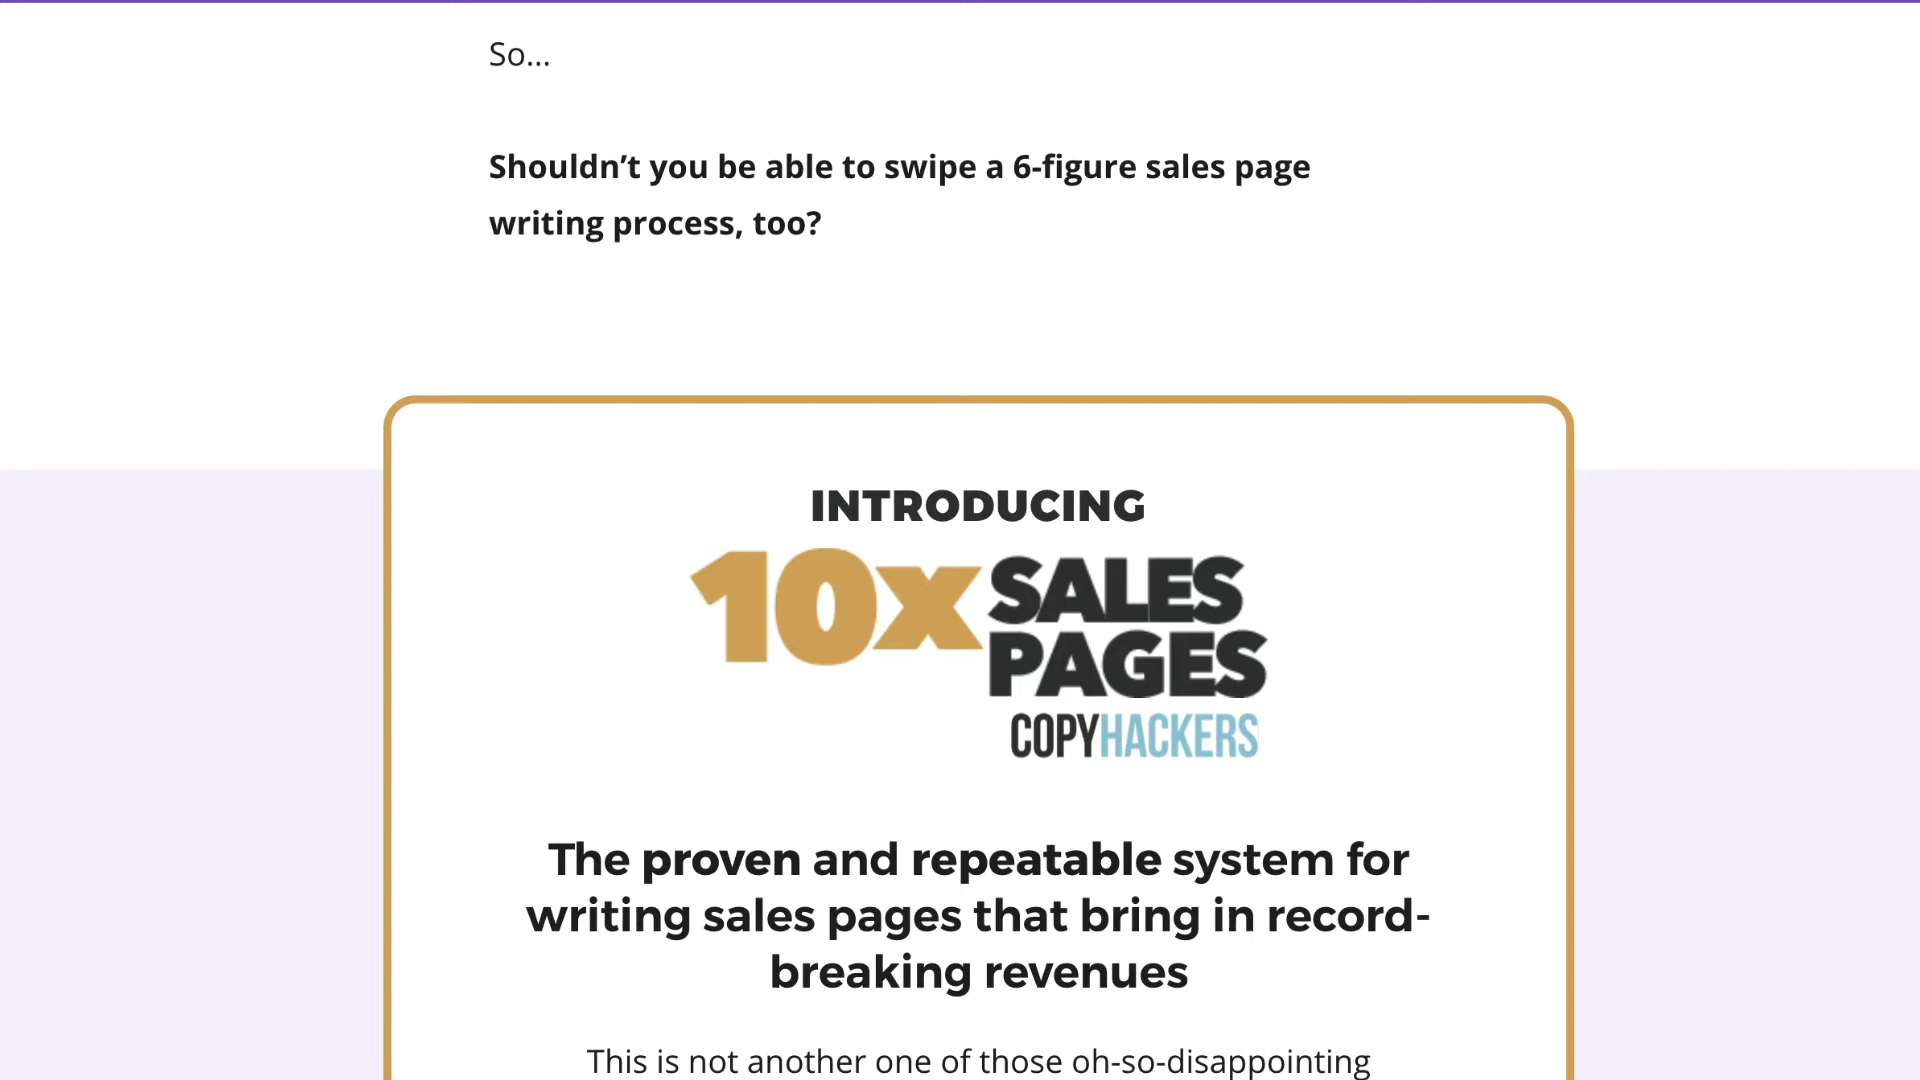 So...
Shouldn’t you be able to swipe a 6-figure sales page
writing process, too?
INTRODUCING
10x SALES
PAGES
COPYHACKERS
The proven and repeatable system for
writing sales pages that bring in record-
breaking revenues
This is not another one of those oh-so-disappointing